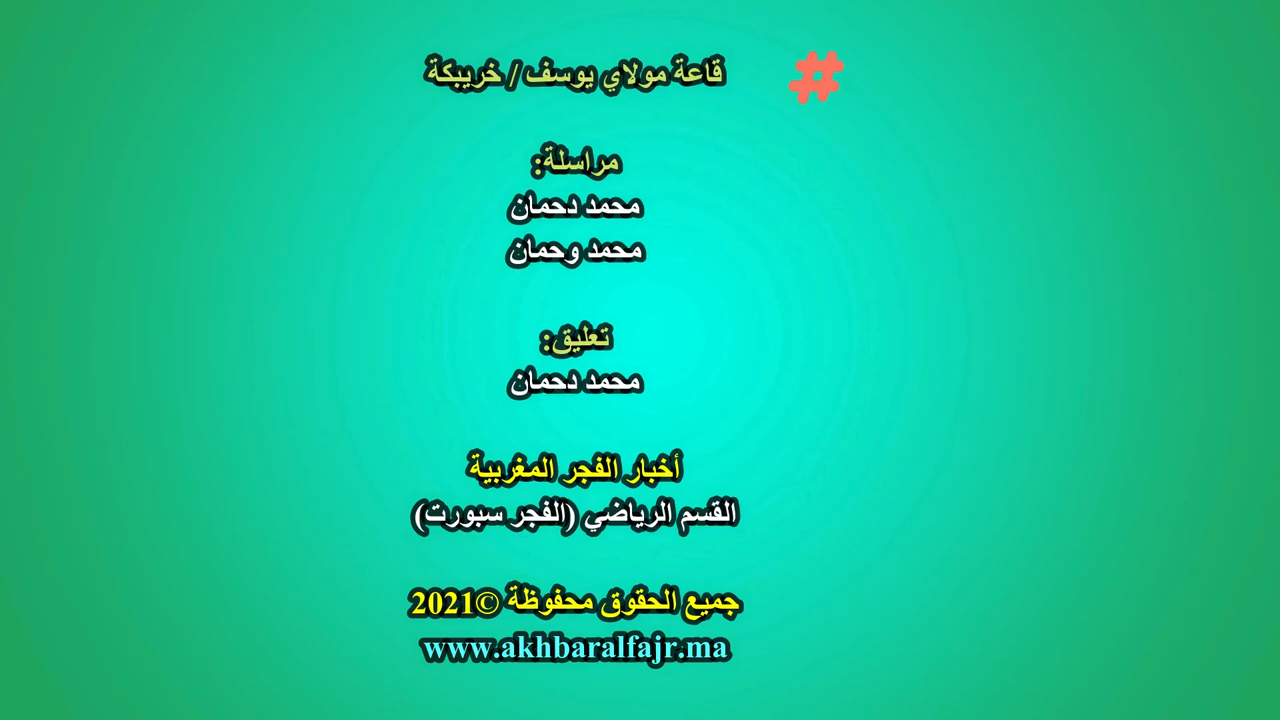 # قاعة مولاي يوسف / خريبكة
مراسلة:
محمد دحمان
محمد وحمان
تعليق:
محمد دحمان
أخبار الفجر المغربية
القسم الرياضي (الفجر سبورت)
جميع الحقوق محفوظة ©2021
www.akhbaralfajr.ma